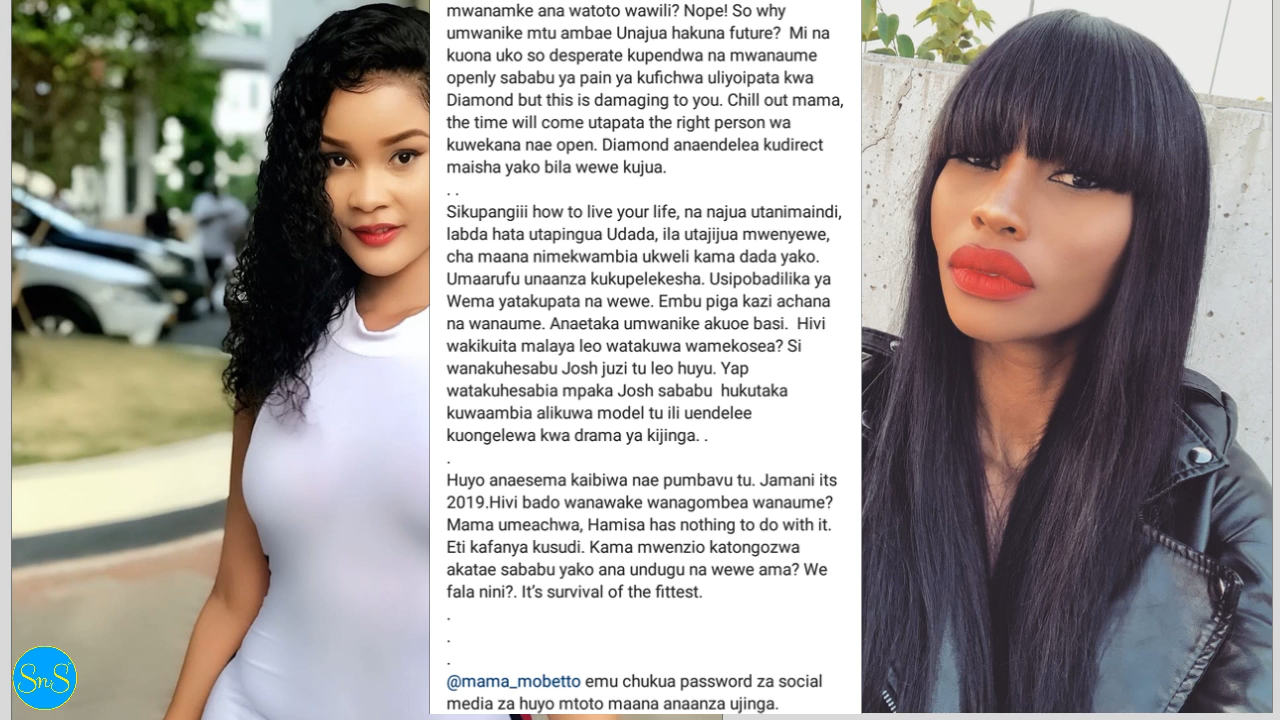 mwanamke ana watoto wawili? Nope! So why
umwanike mtu ambae Unajua hakuna future?  Mi na
kuona uko so desperate kupendwa na mwanaume
openly sababu ya pain ya kufichwa uliyoipata kwa
Diamond but this is damaging to you. Chill out mama,
the time will come utapata the right person wa
kuwekana nae open. Diamond anaendelea kudirect
maisha yako bila wewe kujua.
. .
Sikupangiii how to live your life, na najua utanimaindi,
labda hata utapingua Udada, ila utajijua mwenyewe,
cha maana nimekwambia ukweli kama dada yako.
Umaarufu unaanza kukupelekesha. Usipobadilika ya
Wema yatakupata na wewe. Embu piga kazi achana
na wanaume. Anaetaka umwanike akuoe basi.  Hivi
wakikuita malaya leo watakuwa wamekosea? Si
wanakuhesabu Josh juzi tu leo huyu. Yap
watakuhesabia mpaka Josh sababu  hukutaka
kuwaambia alikuwa model tu ili uendelee
kuongelewa kwa drama ya kijinga. .
.
Huyo anaesema kaibiwa nae pumbavu tu. Jamani its
2019.Hivi bado wanawake wanagombea wanaume?
Mama umeachwa, Hamisa has nothing to do with it.
Eti kafanya kusudi. Kama mwenzio katongozwa
akatae sababu yako ana undugu na wewe ama? We
fala nini?. It’s survival of the fittest.
.
.
.
@mama_mobetto emu chukua password za social
media za huyo mtoto maana anaanza ujinga.
SnS